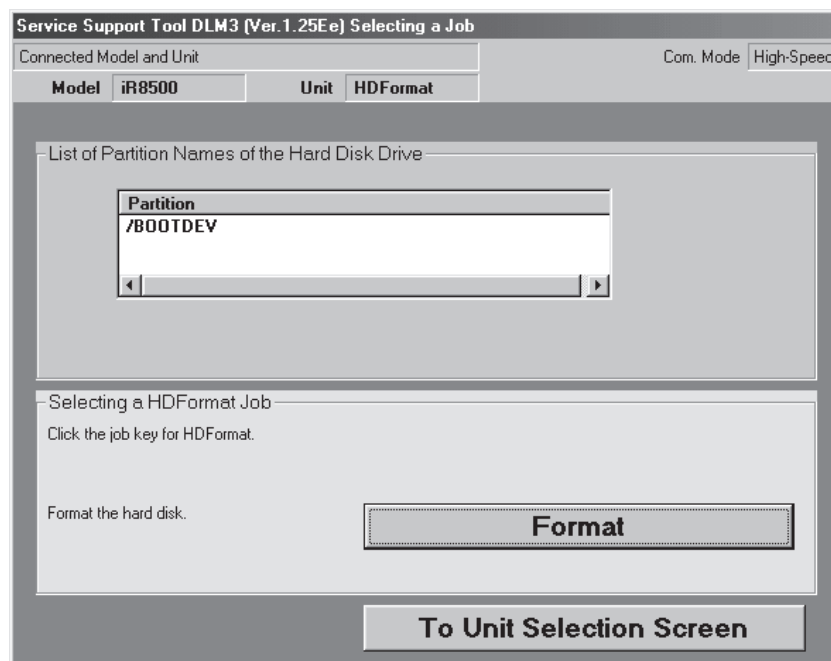 Service Support Tool DLM3 (Ver.1.25Ee) Selecting a Job
Connected Model and Unit
Com. Mode High-Speed
Model iR8500 Unit HDFormat
List of Partition Names of the Hard Disk Drive
Partition
/BOOTDEV
Selecting a HDFormat Job
Click the job key for HDFormat.
Format the hard disk.
Format
To Unit Selection Screen